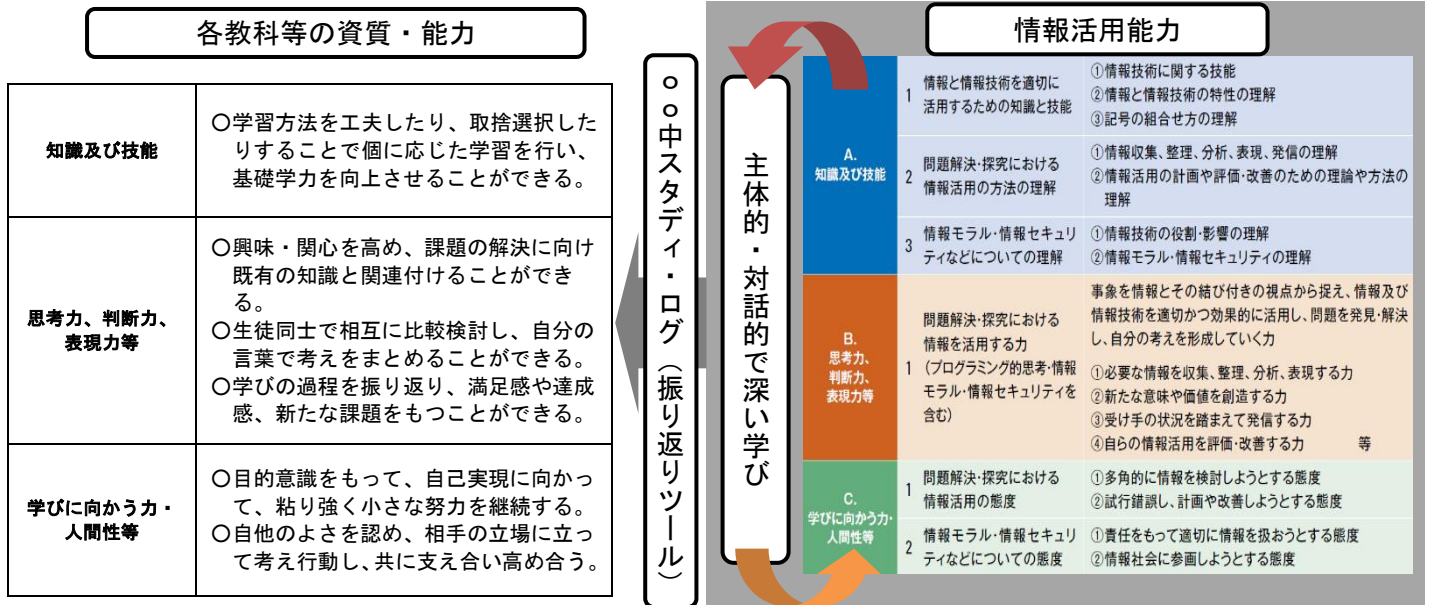 各教科等の資質・能力
知識及び技能
〇学習方法を工夫したり、取捨選択した
りすることで個に応じた学習を行い、
基礎学力を向上させることができる。
思考力、判断力、
表現力等
〇興味・関心を高め、課題の解決に向け
既有の知識と関連付けることができ
る。
〇生徒同士で相互に比較検討し、自分の
言葉で考えをまとめることができる。
〇学びの過程を振り返り、満足感や達成
感、新たな課題をもつことができる。
学びに向かう力・
人間性等
〇目的意識をもって、自己実現に向かっ
て、粘り強く小さな努力を継続する。
〇自他のよさを認め、相手の立場に立っ
て考え行動し、共に支え合い高め合う。
oo中スタディ・ログ(振り返りツール)
主体的・対話的で深い学び
情報活用能力
A.
知識及び技能
1
情報と情報技術を適切に
活用するための知識と技能
①情報技術に関する技能
②情報と情報技術の特性の理解
③記号の組合せ方の理解
2
問題解決・探究における
情報活用の方法の理解
①情報収集、整理、分析、表現、発信の理解
②情報活用の計画や評価・改善のための理論や方法の
理解
3
情報モラル・情報セキュリ
ティなどについての理解
①情報技術の役割・影響の理解
②情報モラル・情報セキュリティの理解
B.
思考力、
判断力、
表現力等
1
問題解決・探究における
情報を活用する力
(プログラミング的思考・情報
モラル・情報セキュリティを
含む)
事象を情報とその結び付きの視点から捉え、情報及び
情報技術を適切かつ効果的に活用し、問題を発見・解決
し、自分の考えを形成していく力
①必要な情報を収集、整理、分析、表現する力
②新たな意味や価値を創造する力
③受け手の状況を踏まえて発信する力
④自らの情報活用を評価・改善する力 等
C.
学びに向かう力・
人間性等
1
問題解決・探究における
情報活用の態度
①多角的に情報を検討しようとする態度
②試行錯誤し、計画や改善しようとする態度
2
情報モラル・情報セキュリ
ティなどについての態度
①責任をもって適切に情報を扱おうとする態度
②情報社会に参画しようとする態度